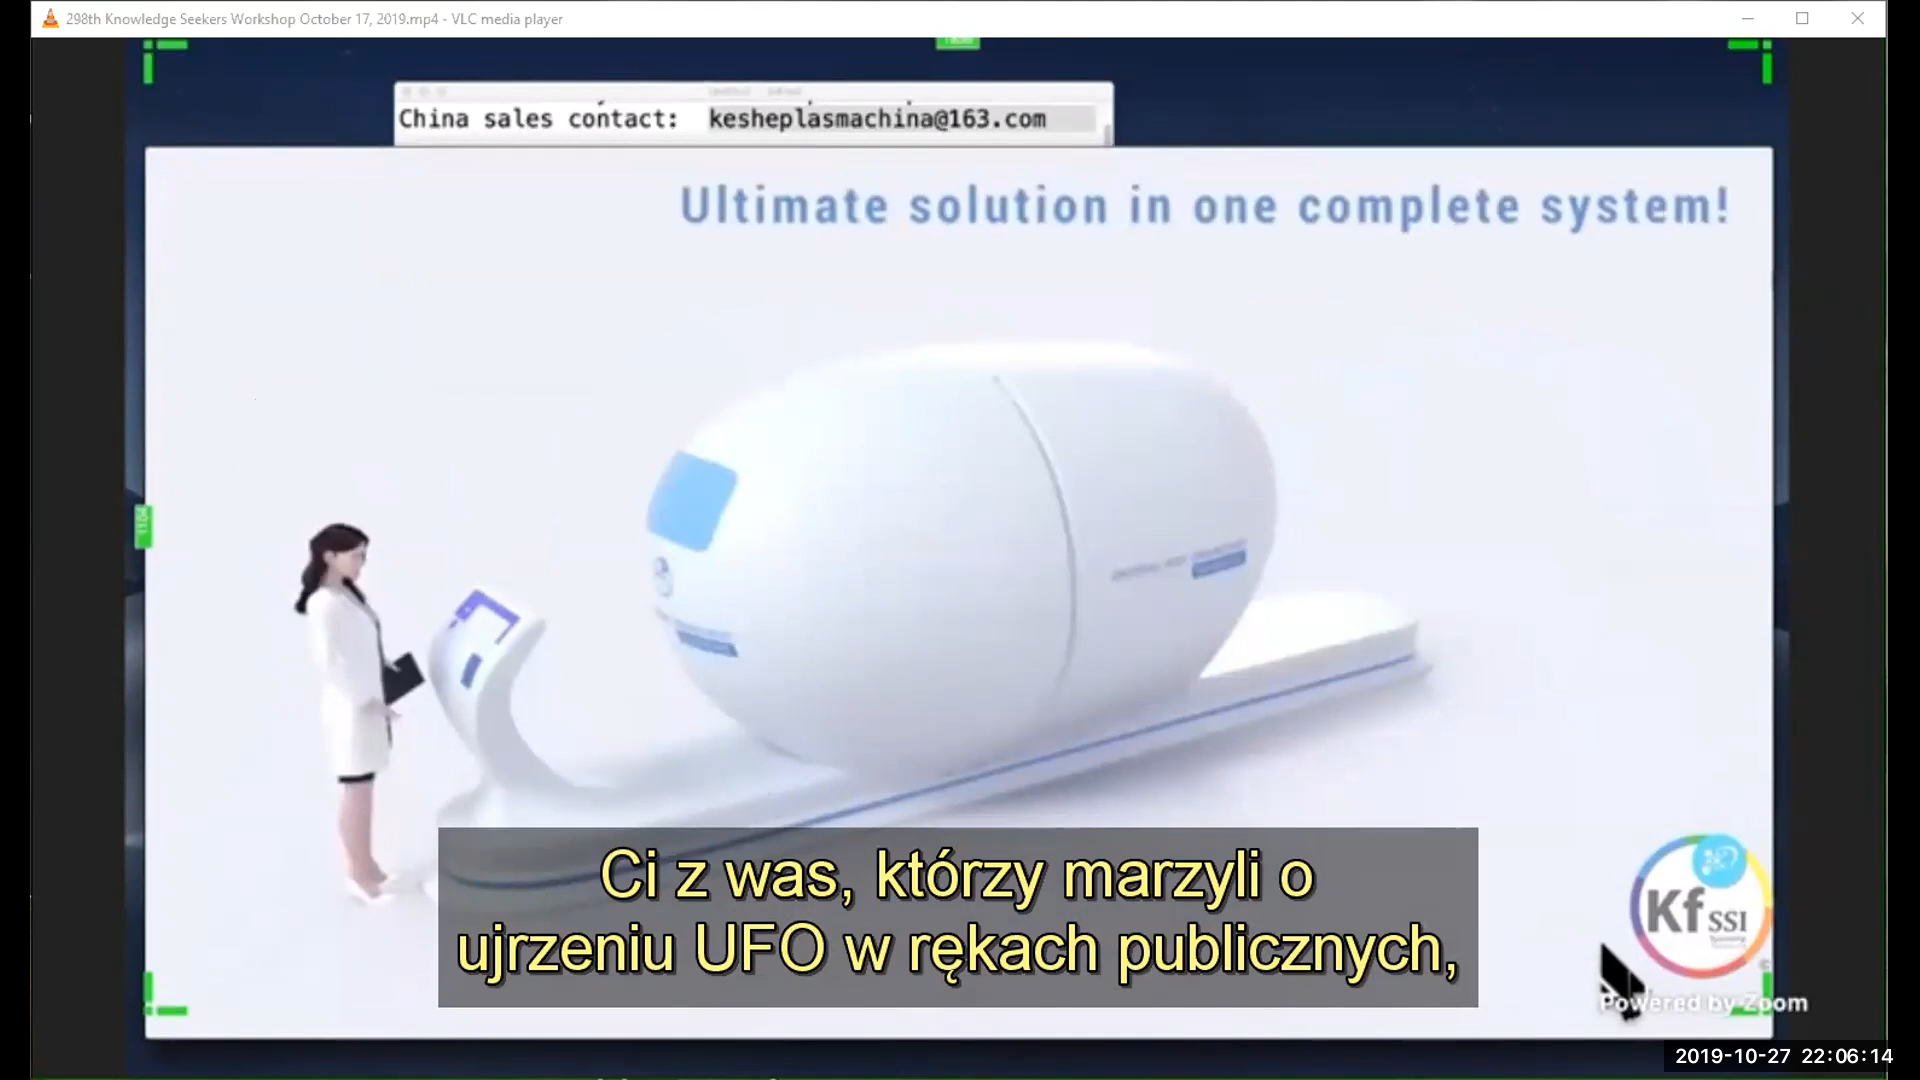 298th Knowledge Seekers Workshop October 17, 2019.mp4 - VLC media player
China sales contact: kesheplasmachina@163.com
Ultimate solution in one complete system!
Ci z was, którzy marzyli o
ujrzeniu UFO w rękach publicznych,
Kf SSI
Powered by Zoom
2019-10-27 22:06:14